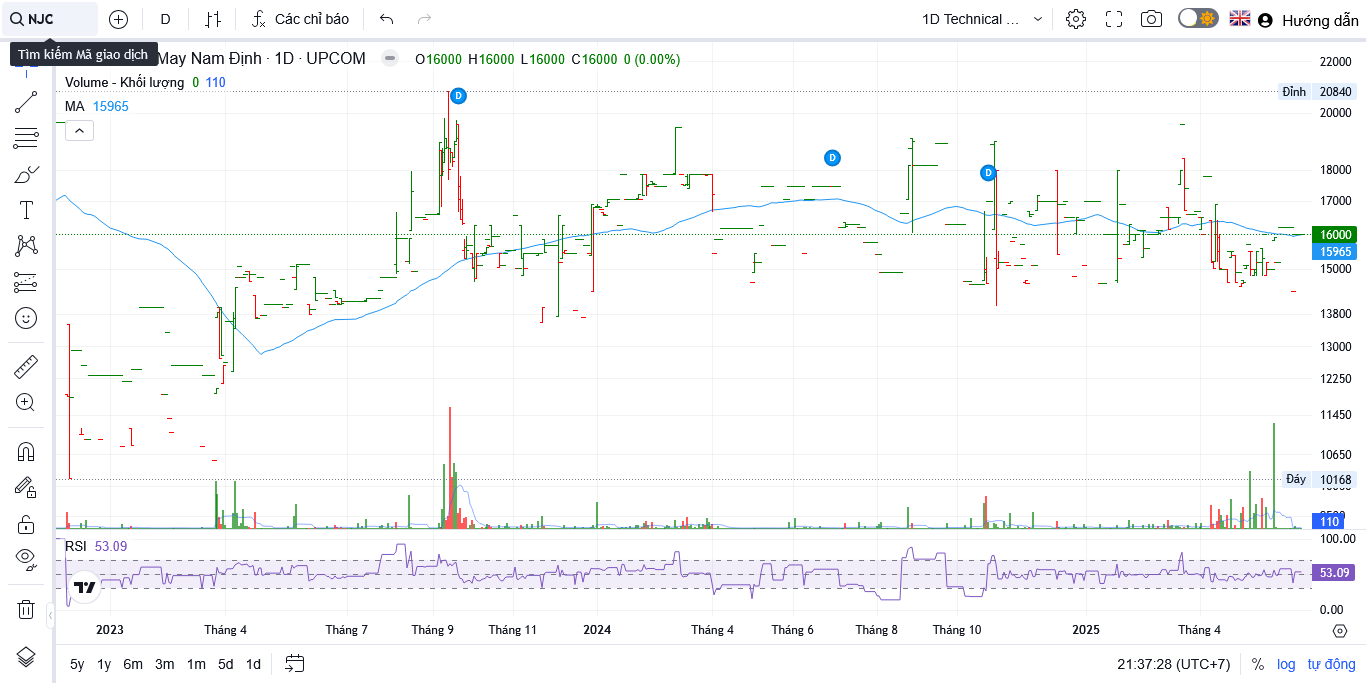 NJC
D
Các chỉ báo
1D Technical ...
Hướng dẫn
Tìm kiếm Mã giao dịch
May Nam Định · 1D · UPCOM
O16000 H16000 L16000 C16000 0 (0.00%)
Volume - Khối lượng 0 110
MA 15965
D
D
D
22000
Đỉnh 20840
20000
18000
17000
16000
15965
15000
13800
13000
12250
11450
10650
Đáy 10168
110
RSI 53.09
100.00
53.09
0.00
2023 Tháng 4 Tháng 7 Tháng 9 Tháng 11 2024 Tháng 4 Tháng 6 Tháng 8 Tháng 10 2025 Tháng 4
5y 1y 6m 3m 1m 5d 1d
21:37:28 (UTC+7) % log tự động